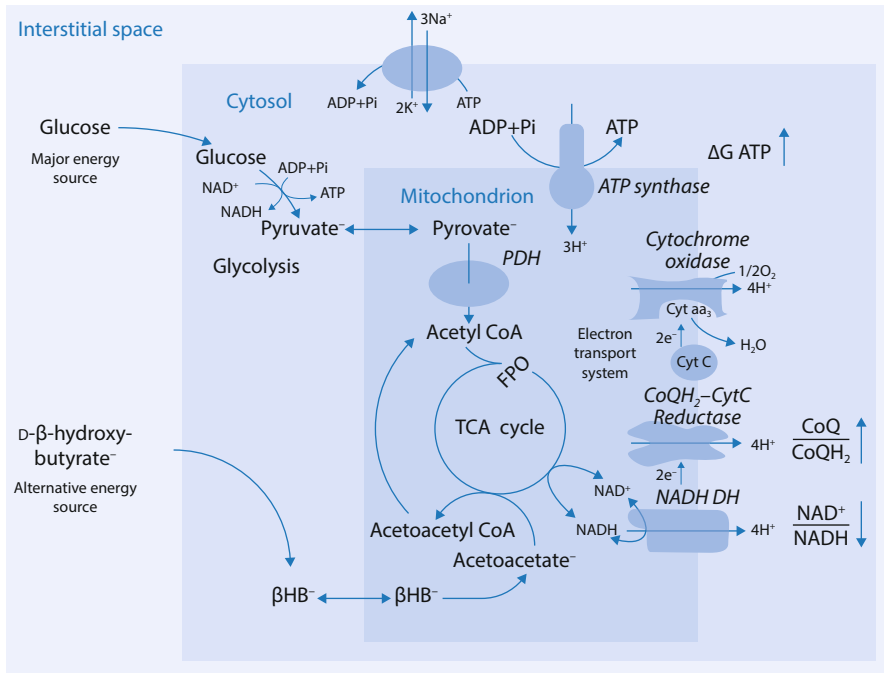 Interstitial space
3Na⁺
Cytosol
ADP+Pi
2K⁺
ATP
Glucose
Major energy
source
Glucose
ADP+Pi
NAD⁺
ATP
NADH
Pyruvate⁻
Glycolysis
ADP+Pi
ATP
ΔG ATP
ATP synthase
3H⁺
Mitochondrion
Pyrovate⁻
PDH
Acetyl CoA
FPO
TCA cycle
Cytochrome
oxidase
1/2O₂
4H⁺
Cyt aa₃
Electron
transport
system
2e⁻
H₂O
Cyt C
CoQH₂–CytC
Reductase
4H⁺
CoQ
CoQH₂
2e⁻
NADH DH
NAD⁺
NADH
4H⁺
NAD⁺
NADH
D-β-hydroxy-
butyrate⁻
Alternative energy
source
Acetoacetyl CoA
Acetoacetate⁻
βHB⁻
βHB⁻